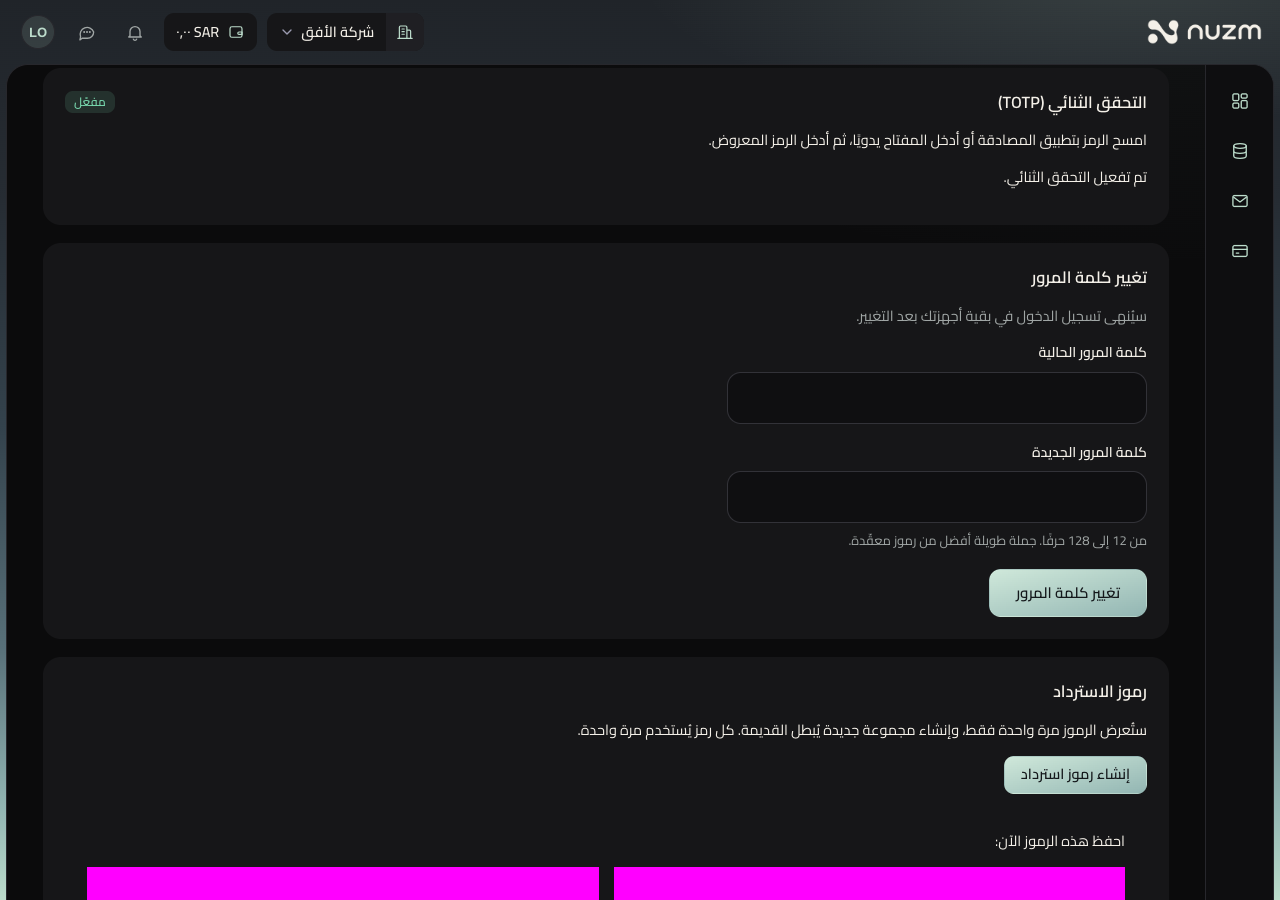 nuzm
شركة الأفق
٠,٠٠ SAR
LO
التحقق الثنائي (TOTP)
مفعّل
امسح الرمز بتطبيق المصادقة أو أدخل المفتاح يدويًا، ثم أدخل الرمز المعروض.
تم تفعيل التحقق الثنائي.
تغيير كلمة المرور
سيُنهى تسجيل الدخول في بقية أجهزتك بعد التغيير.
كلمة المرور الحالية
كلمة المرور الجديدة
من 12 إلى 128 حرفًا. جملة طويلة أفضل من رموز معقّدة.
تغيير كلمة المرور
رموز الاسترداد
ستُعرض الرموز مرة واحدة فقط، وإنشاء مجموعة جديدة يُبطل القديمة. كل رمز يُستخدم مرة واحدة.
إنشاء رموز استرداد
احفظ هذه الرموز الآن: